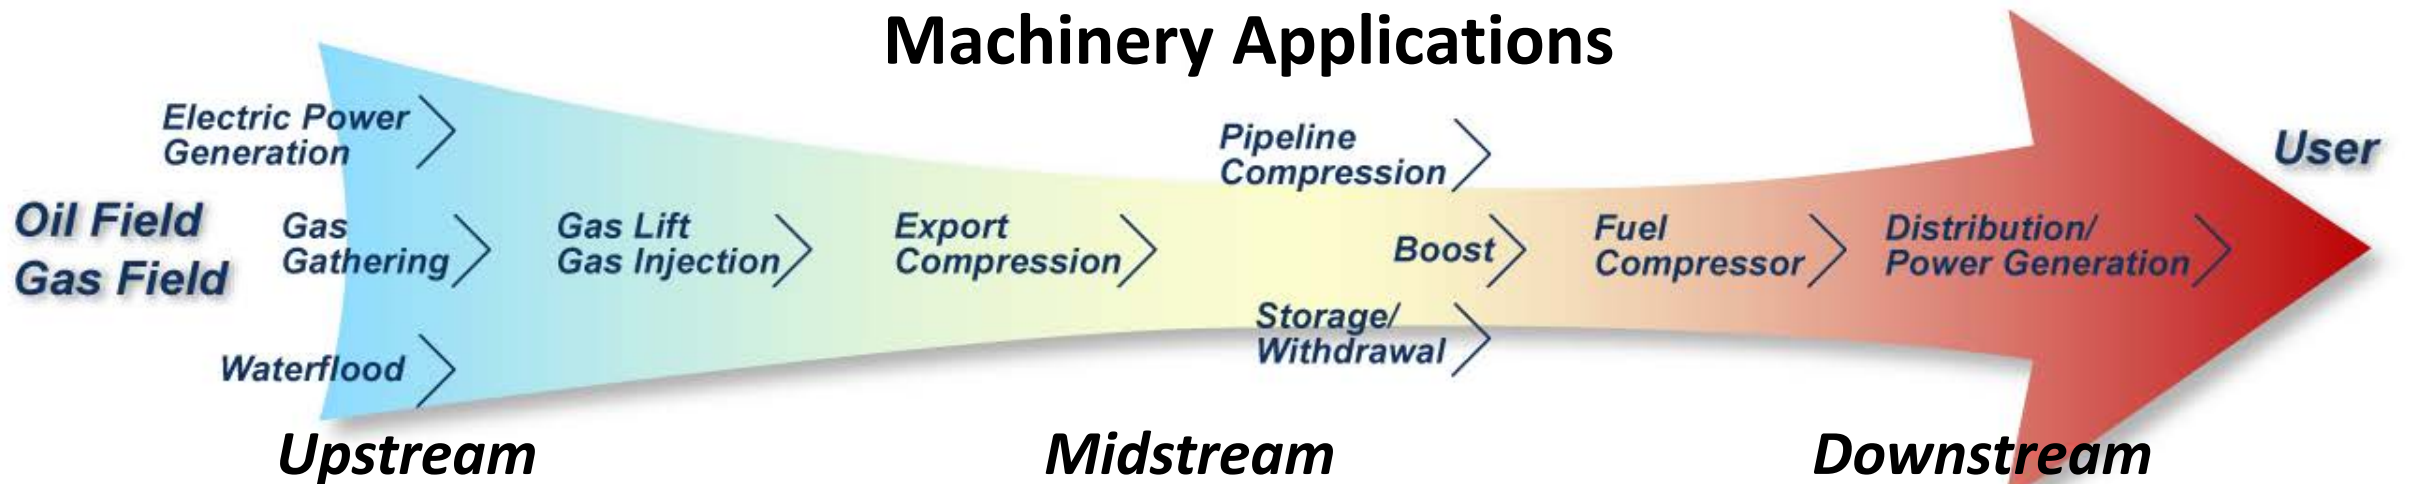 Machinery Applications
Electric Power
Generation
Oil Field
Gas Field
Gas
Gathering
Waterflood
Gas Lift
Gas Injection
Export
Compression
Pipeline
Compression
Boost
Storage/
Withdrawal
Fuel
Compressor
Distribution/
Power Generation
User
Upstream
Midstream
Downstream